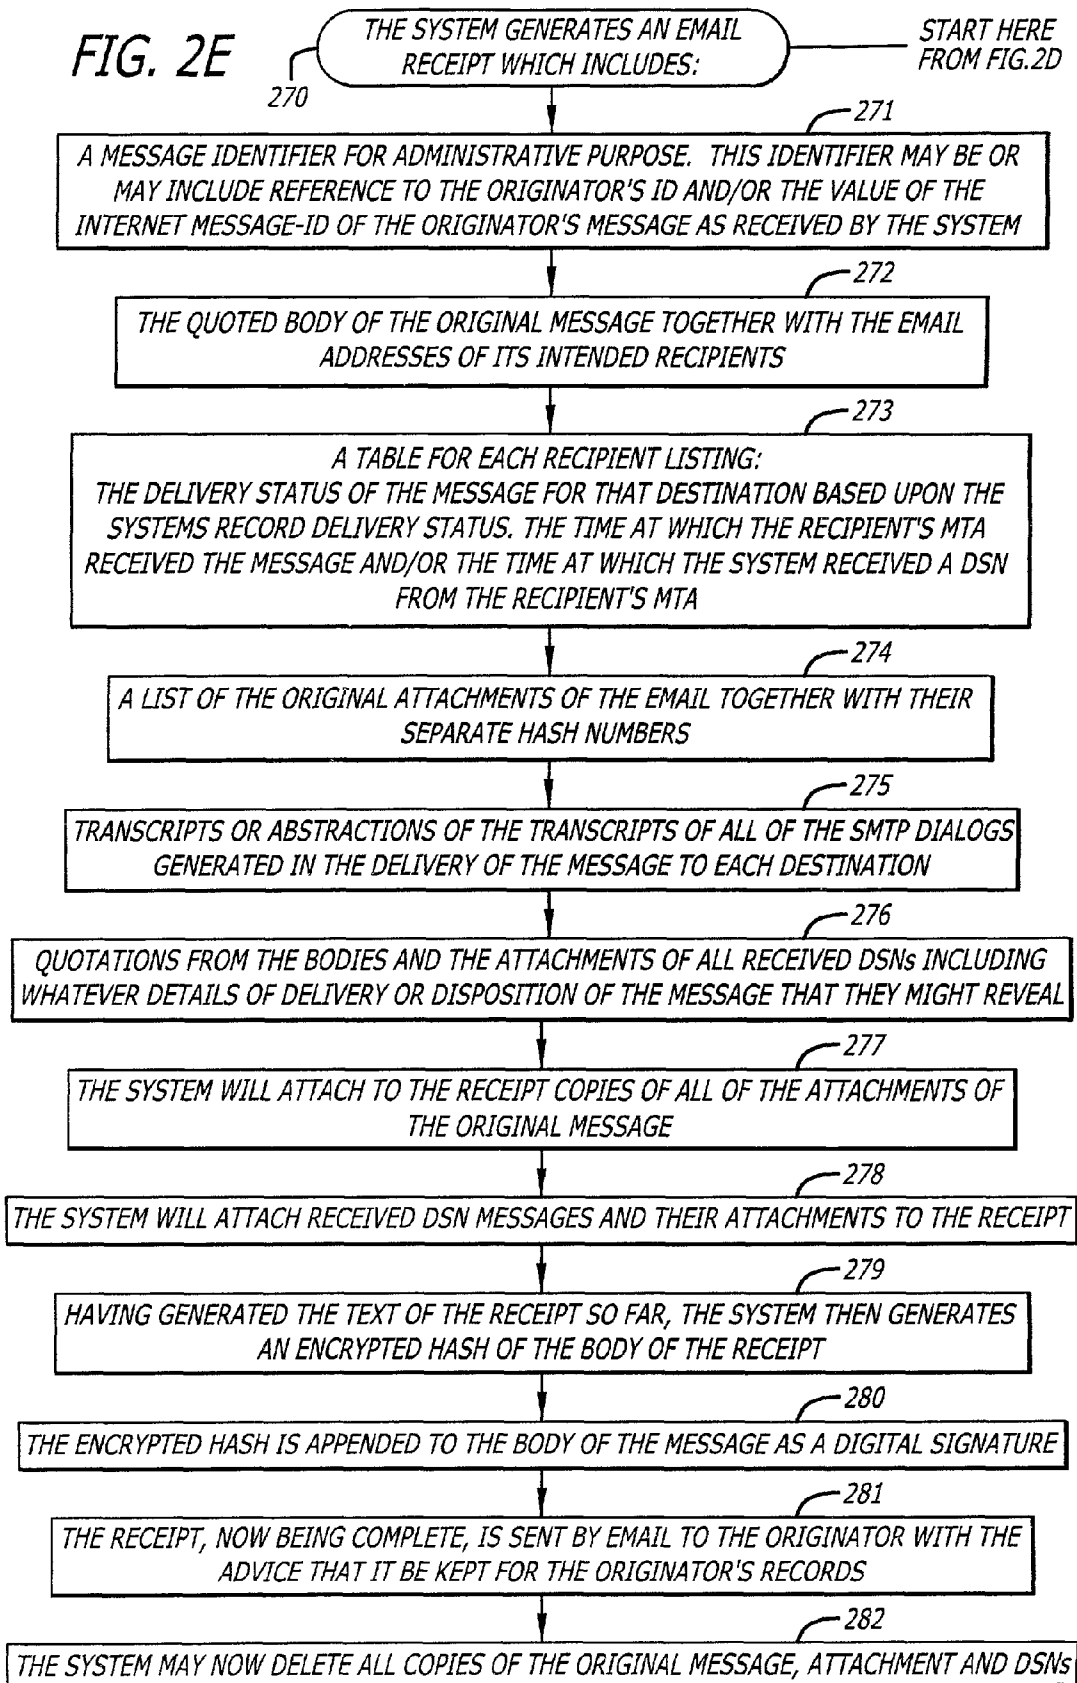 FIG. 2E
THE SYSTEM GENERATES AN EMAIL
RECEIPT WHICH INCLUDES:
START HERE
FROM FIG.2D
270
271
A MESSAGE IDENTIFIER FOR ADMINISTRATIVE PURPOSE. THIS IDENTIFIER MAY BE OR
MAY INCLUDE REFERENCE TO THE ORIGINATOR'S ID AND/OR THE VALUE OF THE
INTERNET MESSAGE-ID OF THE ORIGINATOR'S MESSAGE AS RECEIVED BY THE SYSTEM
272
THE QUOTED BODY OF THE ORIGINAL MESSAGE TOGETHER WITH THE EMAIL
ADDRESSES OF ITS INTENDED RECIPIENTS
273
A TABLE FOR EACH RECIPIENT LISTING:
THE DELIVERY STATUS OF THE MESSAGE FOR THAT DESTINATION BASED UPON THE
SYSTEMS RECORD DELIVERY STATUS. THE TIME AT WHICH THE RECIPIENT'S MTA
RECEIVED THE MESSAGE AND/OR THE TIME AT WHICH THE SYSTEM RECEIVED A DSN
FROM THE RECIPIENT'S MTA
274
A LIST OF THE ORIGINAL ATTACHMENTS OF THE EMAIL TOGETHER WITH THEIR
SEPARATE HASH NUMBERS
275
TRANSCRIPTS OR ABSTRACTIONS OF THE TRANSCRIPTS OF ALL OF THE SMTP DIALOGS
GENERATED IN THE DELIVERY OF THE MESSAGE TO EACH DESTINATION
276
QUOTATIONS FROM THE BODIES AND THE ATTACHMENTS OF ALL RECEIVED DSNs INCLUDING
WHATEVER DETAILS OF DELIVERY OR DISPOSITION OF THE MESSAGE THAT THEY MIGHT REVEAL
277
THE SYSTEM WILL ATTACH TO THE RECEIPT COPIES OF ALL OF THE ATTACHMENTS OF
THE ORIGINAL MESSAGE
278
THE SYSTEM WILL ATTACH RECEIVED DSN MESSAGES AND THEIR ATTACHMENTS TO THE RECEIPT
279
HAVING GENERATED THE TEXT OF THE RECEIPT SO FAR, THE SYSTEM THEN GENERATES
AN ENCRYPTED HASH OF THE BODY OF THE RECEIPT
280
THE ENCRYPTED HASH IS APPENDED TO THE BODY OF THE MESSAGE AS A DIGITAL SIGNATURE
281
THE RECEIPT, NOW BEING COMPLETE, IS SENT BY EMAIL TO THE ORIGINATOR WITH THE
ADVICE THAT IT BE KEPT FOR THE ORIGINATOR'S RECORDS
282
THE SYSTEM MAY NOW DELETE ALL COPIES OF THE ORIGINAL MESSAGE, ATTACHMENT AND DSNs